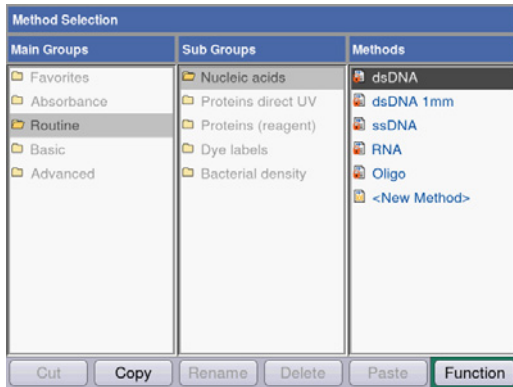 Method Selection
Main Groups
Sub Groups
Methods
Favorites
Absorbance
Routine
Basic
Advanced
Nucleic acids
Proteins direct UV
Proteins (reagent)
Dye labels
Bacterial density
dsDNA
dsDNA 1mm
ssDNA
RNA
Oligo
<New Method>
Cut
Copy
Rename
Delete
Paste
Function